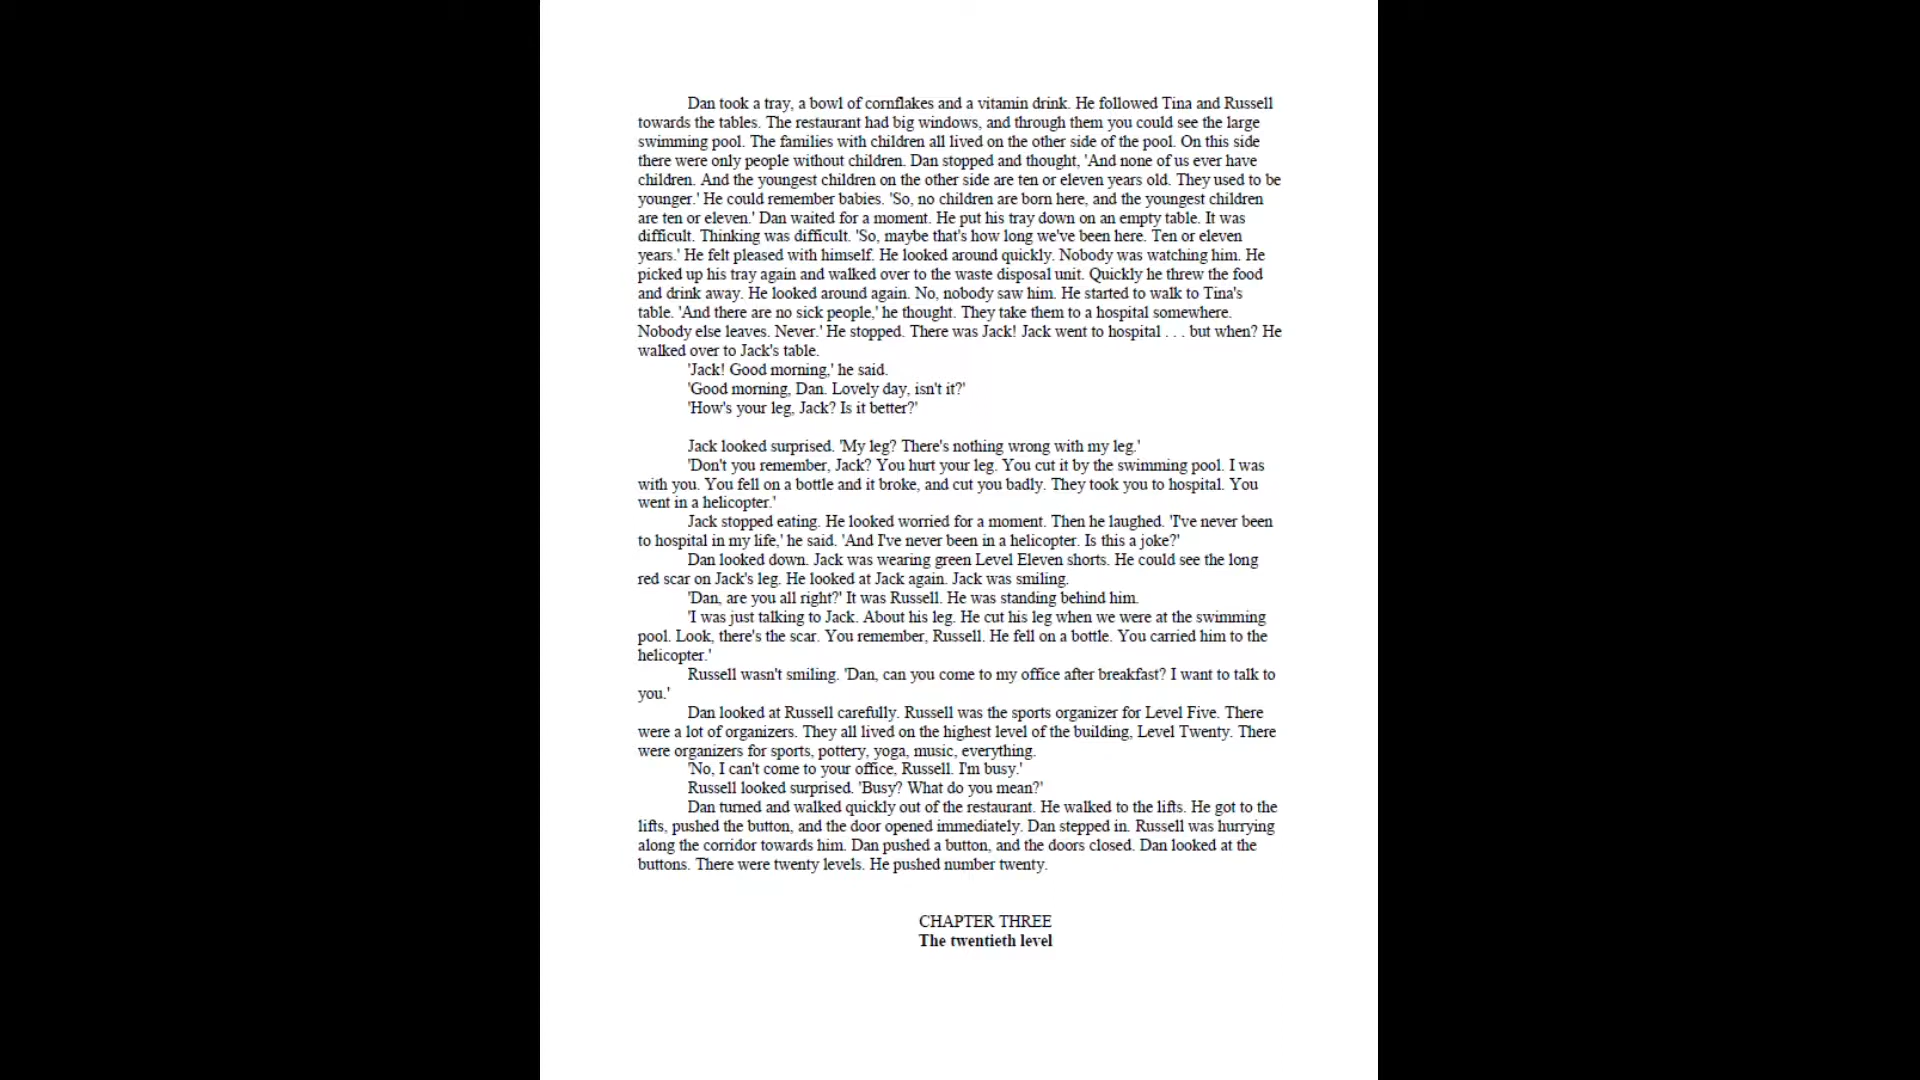 Dan took a tray, a bowl of cornflakes and a vitamin drink. He followed Tina and Russell
towards the tables. The restaurant had big windows, and through them you could see the large
swimming pool. The families with children all lived on the other side of the pool. On this side
there were only people without children. Dan stopped and thought, 'And none of us ever have
children. And the youngest children on the other side are ten or eleven years old. They used to be
younger.' He could remember babies. 'So, no children are born here, and the youngest children
are ten or eleven.' Dan waited for a moment. He put his tray down on an empty table. It was
difficult. Thinking was difficult. 'So, maybe that's how long we've been here. Ten or eleven
years.' He felt pleased with himself. He looked around quickly. Nobody was watching him. He
picked up his tray again and walked over to the waste disposal unit. Quickly he threw the food
and drink away. He looked around again. No, nobody saw him. He started to walk to Tina's
table. 'And there are no sick people,' he thought. They take them to a hospital somewhere.
Nobody else leaves. Never.' He stopped. There was Jack! Jack went to hospital . . . but when? He
walked over to Jack's table.
'Jack! Good morning,' he said.
'Good morning, Dan. Lovely day, isn't it?'
'How's your leg, Jack? Is it better?'
Jack looked surprised. 'My leg? There's nothing wrong with my leg.'
'Don't you remember, Jack? You hurt your leg. You cut it by the swimming pool. I was
with you. You fell on a bottle and it broke, and cut you badly. They took you to hospital. You
went in a helicopter.'
Jack stopped eating. He looked worried for a moment. Then he laughed. 'I've never been
to hospital in my life,' he said. 'And I've never been in a helicopter. Is this a joke?'
Dan looked down. Jack was wearing green Level Eleven shorts. He could see the long
red scar on Jack's leg. He looked at Jack again. Jack was smiling.
'Dan, are you all right?' It was Russell. He was standing behind him.
'I was just talking to Jack. About his leg. He cut his leg when we were at the swimming
pool. Look, there's the scar. You remember, Russell. He fell on a bottle. You carried him to the
helicopter.'
Russell wasn't smiling. 'Dan, can you come to my office after breakfast? I want to talk to
you.'
Dan looked at Russell carefully. Russell was the sports organizer for Level Five. There
were a lot of organizers. They all lived on the highest level of the building, Level Twenty. There
were organizers for sports, pottery, yoga, music, everything.
'No, I can't come to your office, Russell. I'm busy.'
Russell looked surprised. 'Busy? What do you mean?'
Dan turned and walked quickly out of the restaurant. He walked to the lifts. He got to the
lifts, pushed the button, and the door opened immediately. Dan stepped in. Russell was hurrying
along the corridor towards him. Dan pushed a button, and the doors closed. Dan looked at the
buttons. There were twenty levels. He pushed number twenty.
CHAPTER THREE
The twentieth level